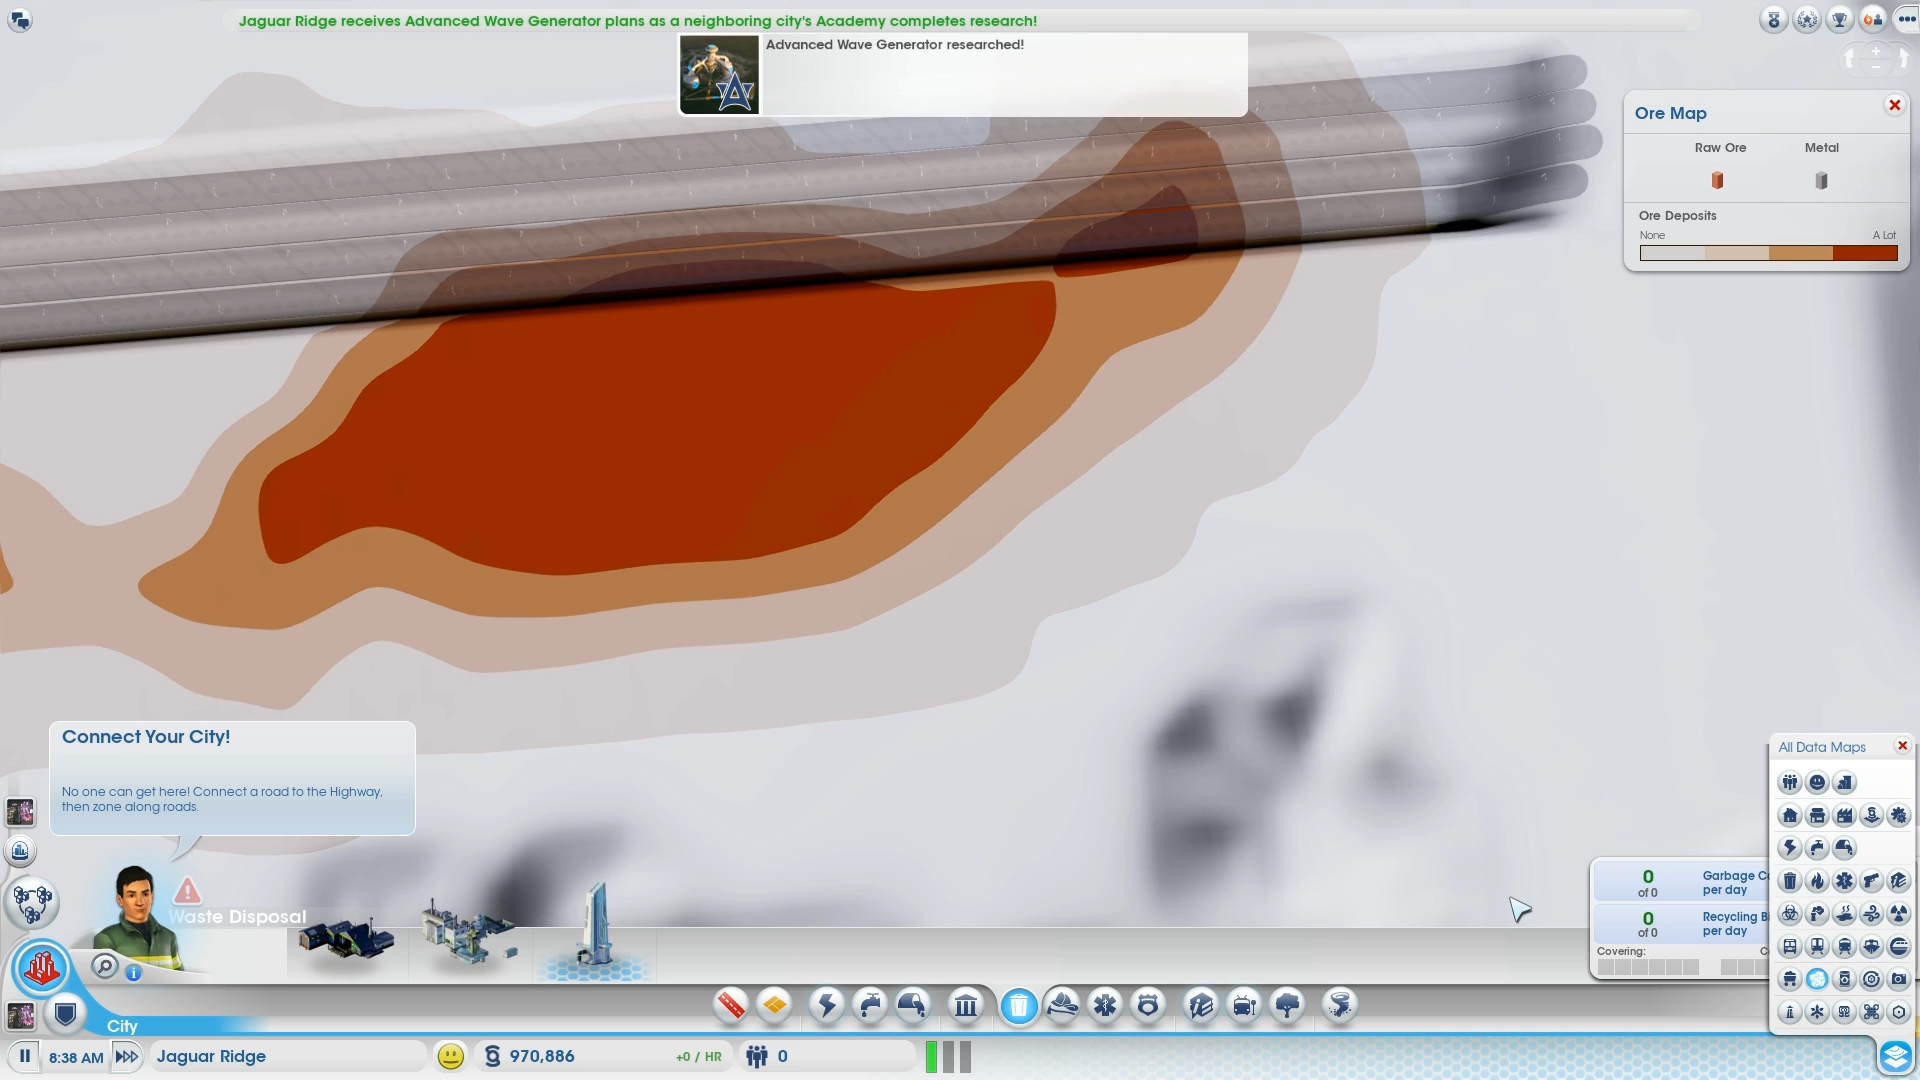 Jaguar Ridge receives Advanced Wave Generator plans as a neighboring city's Academy completes research!
Advanced Wave Generator researched!
Ore Map
Raw Ore
Metal
Ore Deposits
None
A Lot
Connect Your City!
No one can get here! Connect a road to the Highway,
then zone along roads.
All Data Maps
Waste Disposal
0
of 0
Garbage C
per day
0
of 0
Recycling B
per day
Covering:
City
8:38 AM
Jaguar Ridge
970,886
+0 / HR
0